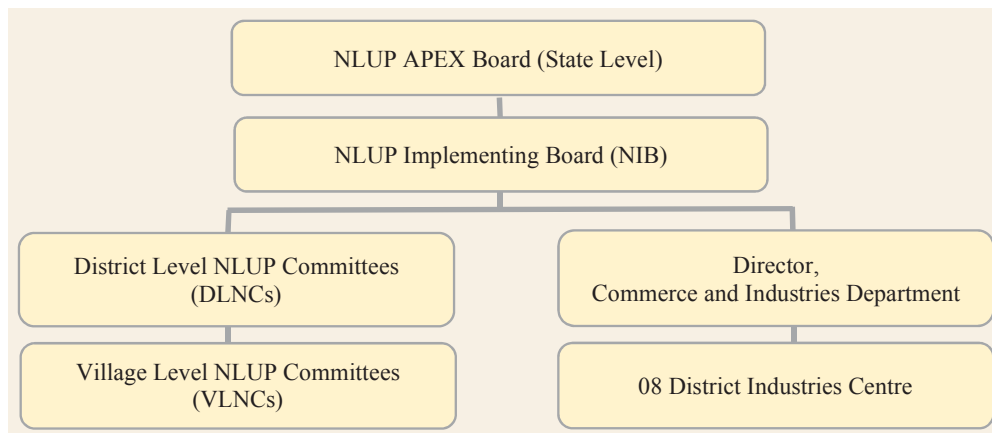 NLUP APEX Board (State Level)
NLUP Implementing Board (NIB)
District Level NLUP Committees
(DLNCs)
Director,
Commerce and Industries Department
Village Level NLUP Committees
(VLNCs)
08 District Industries Centre